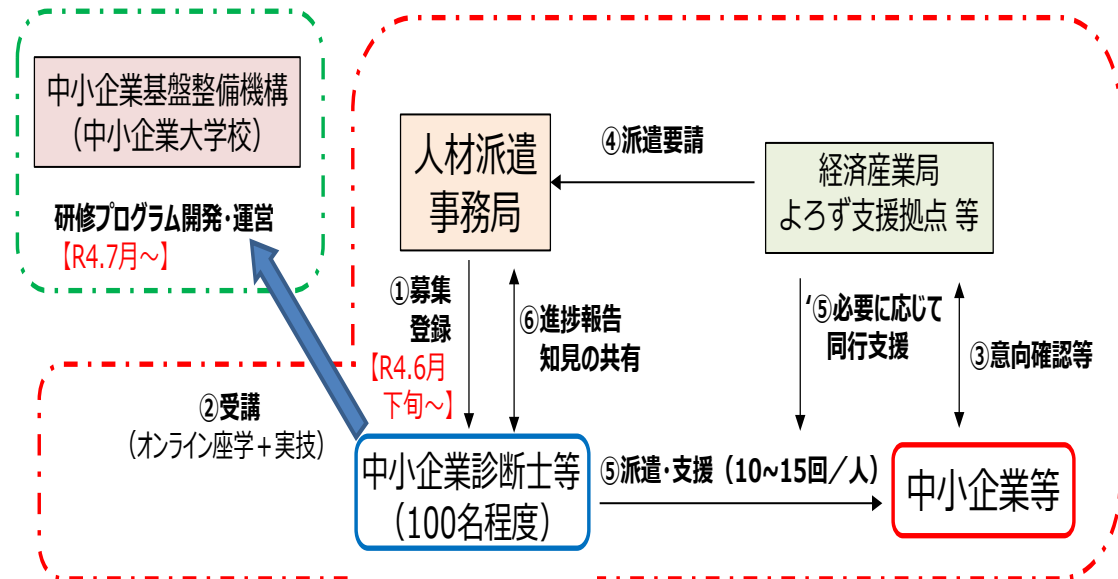 中小企業基盤整備機構
（中小企業大学校）
研修プログラム開発・運営
【R4.7月～】
人材派遣
事務局
④派遣要請
経済産業局
よろず支援拠点 等
①募集
登録
【R4.6月
下旬～】
⑥進捗報告
知見の共有
‘⑤必要に応じて
同行支援
③意向確認等
②受講
（オンライン座学＋実技）
中小企業診断士等
（100名程度）
⑤派遣・支援（10~15回／人）
中小企業等